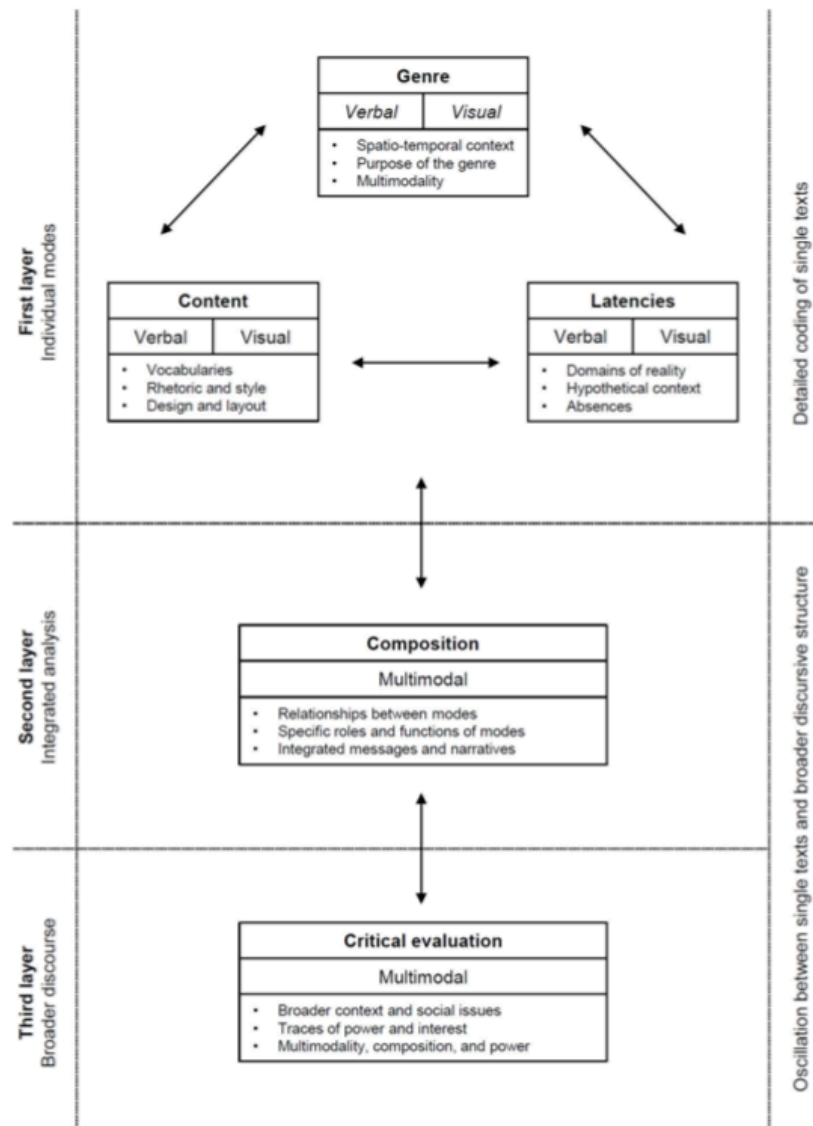 Genre
Verbal Visual
• Spatio-temporal context
• Purpose of the genre
• Multimodality
First layer
Individual modes
Content
Verbal Visual
• Vocabularies
• Rhetoric and style
• Design and layout
Latencies
Verbal Visual
• Domains of reality
• Hypothetical context
• Absences
Detailed coding of single texts
Second layer
Integrated analysis
Composition
Multimodal
• Relationships between modes
• Specific roles and functions of modes
• Integrated messages and narratives
Third layer
Broader discourse
Critical evaluation
Multimodal
• Broader context and social issues
• Traces of power and interest
• Multimodality, composition, and power
Oscillation between single texts and broader discursive structure